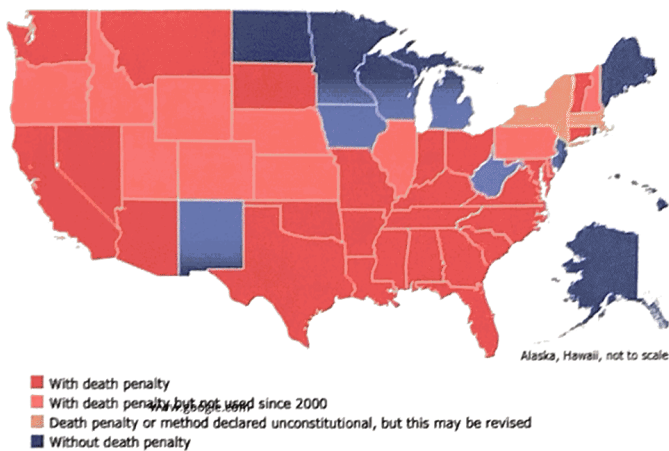 Alaska, Hawaii, not to scale
With death penalty
With death penalty but not used since 2000
www.google.com
Death penalty or method declared unconstitutional, but this may be revised
Without death penalty